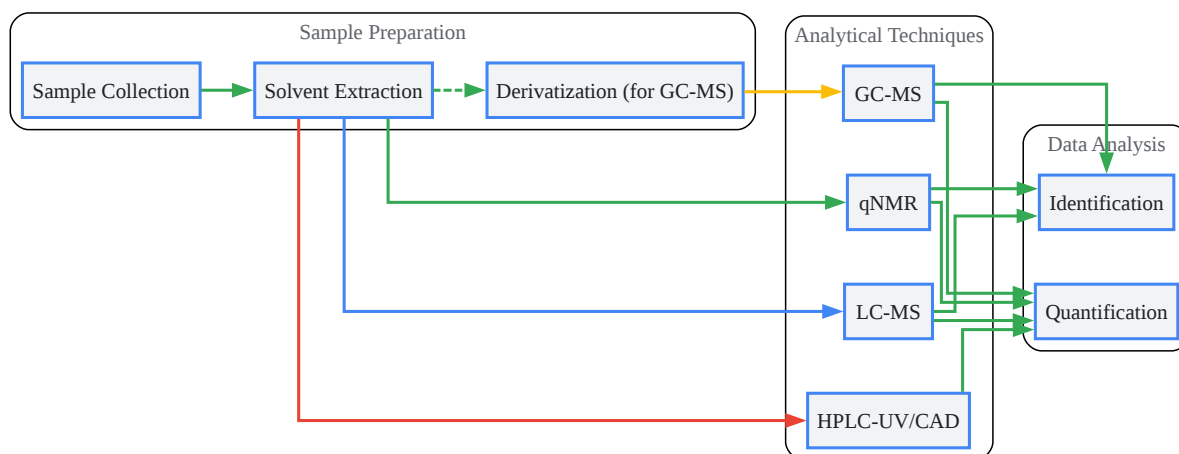 Sample Preparation
Sample Collection
Solvent Extraction
Derivatization (for GC-MS)
Analytical Techniques
GC-MS
qNMR
LC-MS
HPLC-UV/CAD
Data Analysis
Identification
Quantification